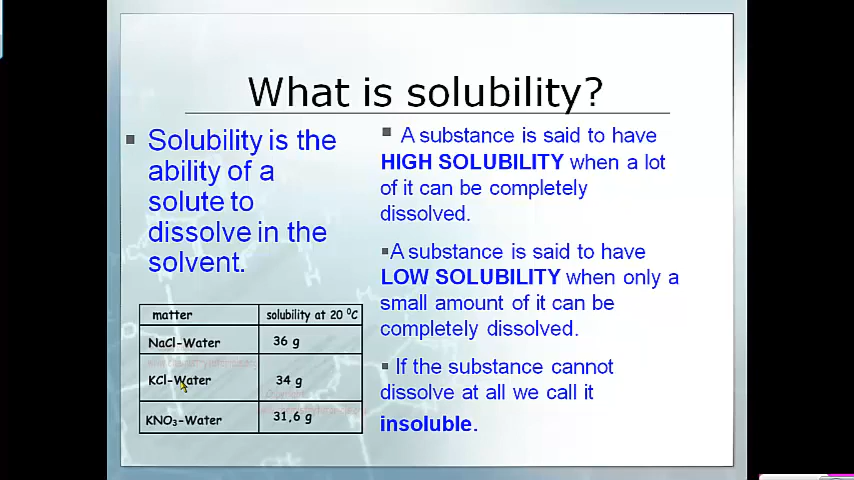 What is solubility?
Solubility is the
ability of a
solute to
dissolve in the
solvent.
matter solubility at 20 ⁰C
NaCl-Water 36 g
KCl-Water 34 g
KNO₃-Water 31,6 g
A substance is said to have
HIGH SOLUBILITY when a lot
of it can be completely
dissolved.
A substance is said to have
LOW SOLUBILITY when only a
small amount of it can be
completely dissolved.
If the substance cannot
dissolve at all we call it
insoluble.